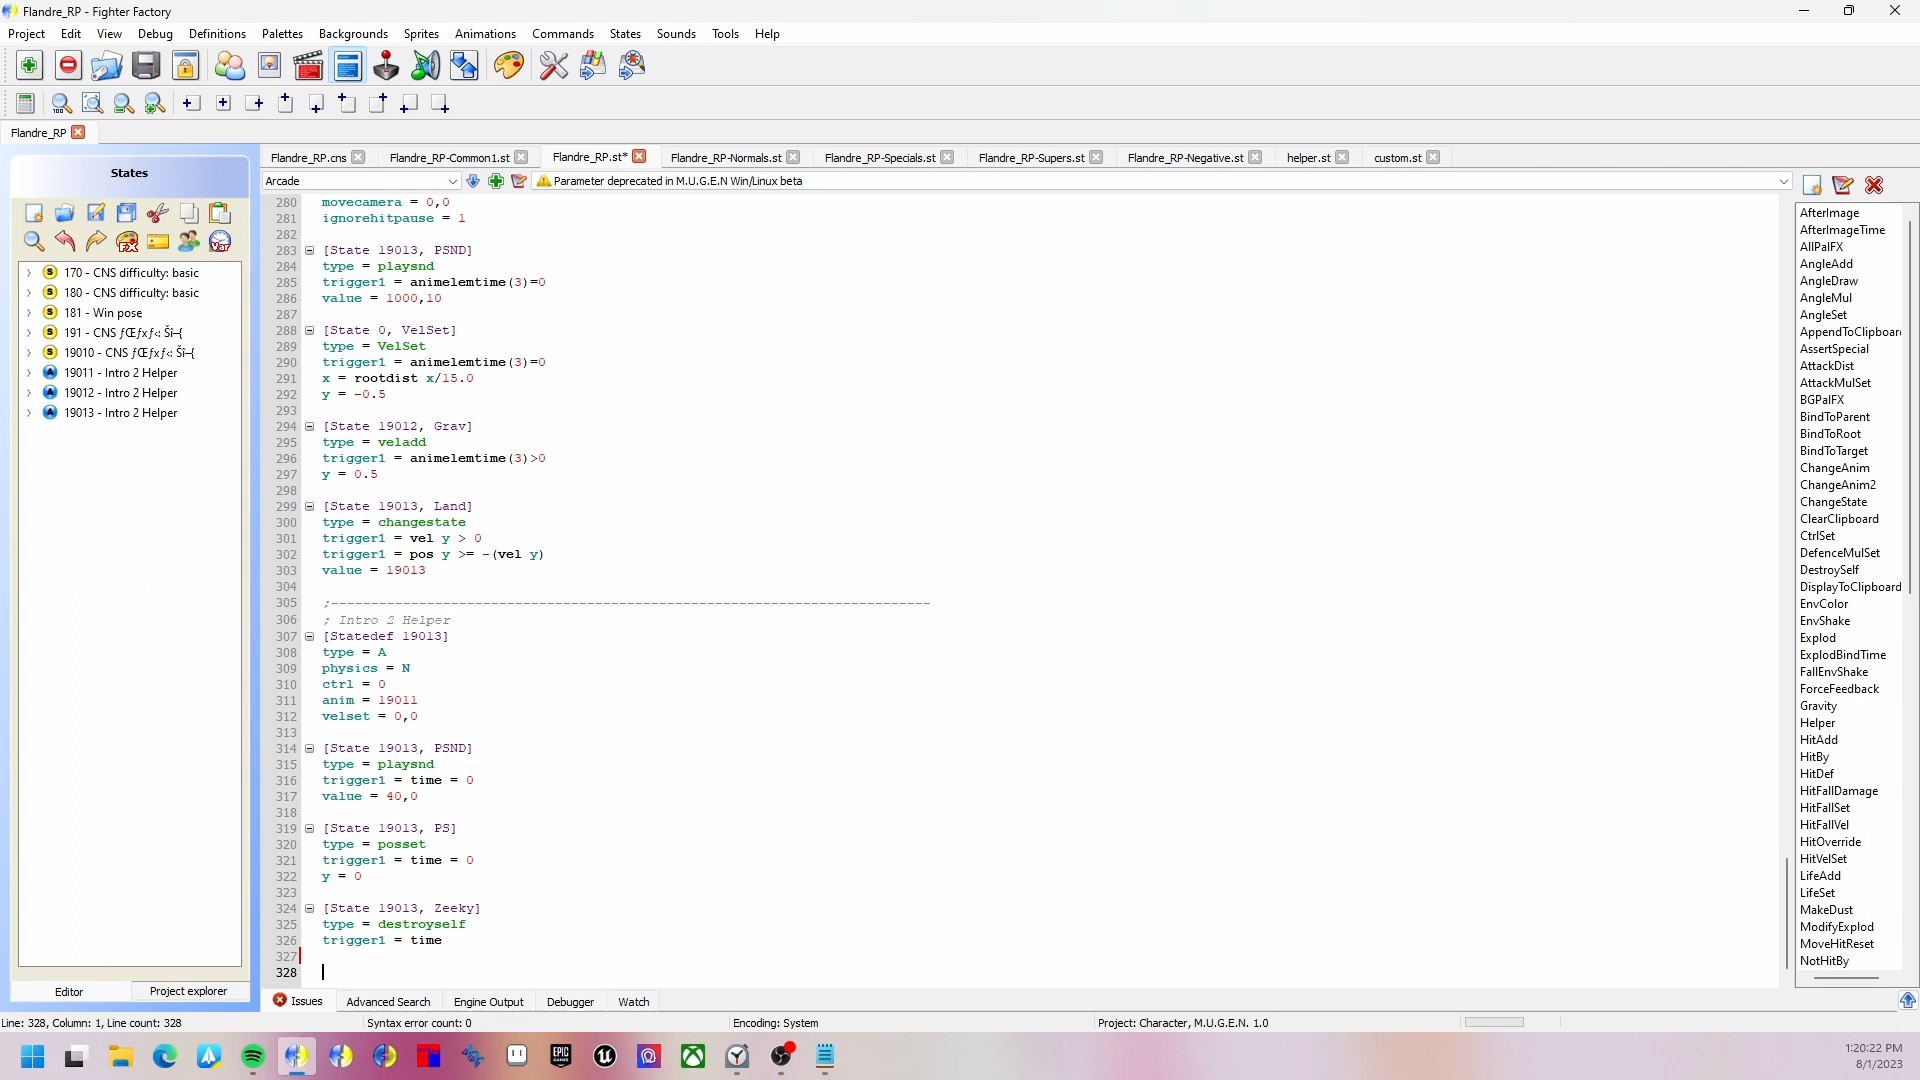 Flandre_RP - Fighter Factory
Project Edit View Debug Definitions Palettes Backgrounds Sprites Animations Commands States Sounds Tools Help
Flandre_RP
States
170 - CNS difficulty: basic
180 - CNS difficulty: basic
181 - Win pose
191 - CNS ƒŒƒxƒ‹: Šî–{
19010 - CNS ƒŒƒxƒ‹: Šî–{
19011 - Intro 2 Helper
19012 - Intro 2 Helper
19013 - Intro 2 Helper
Editor Project explorer
Flandre_RP.cns Flandre_RP-Common1.st Flandre_RP.st* Flandre_RP-Normals.st Flandre_RP-Specials.st Flandre_RP-Supers.st Flandre_RP-Negative.st helper.st custom.st
Arcade Parameter deprecated in M.U.G.E.N Win/Linux beta
280 movecamera = 0,0
281 ignorehitpause = 1
282
283 [State 19013, PSND]
284 type = playsnd
285 trigger1 = animelemtime(3)=0
286 value = 1000,10
287
288 [State 0, VelSet]
289 type = VelSet
290 trigger1 = animelemtime(3)=0
291 x = rootdist x/15.0
292 y = -0.5
293
294 [State 19012, Grav]
295 type = veladd
296 trigger1 = animelemtime(3)>0
297 y = 0.5
298
299 [State 19013, Land]
300 type = changestate
301 trigger1 = vel y > 0
302 trigger1 = pos y >= -(vel y)
303 value = 19013
304
305 ;---------------------------------------------------------------------------
306 ; Intro 2 Helper
307 [Statedef 19013]
308 type = A
309 physics = N
310 ctrl = 0
311 anim = 19011
312 velset = 0,0
313
314 [State 19013, PSND]
315 type = playsnd
316 trigger1 = time = 0
317 value = 40,0
318
319 [State 19013, PS]
320 type = posset
321 trigger1 = time = 0
322 y = 0
323
324 [State 19013, Zeeky]
325 type = destroyself
326 trigger1 = time
327
328
AfterImage
AfterImageTime
AllPalFX
AngleAdd
AngleDraw
AngleMul
AngleSet
AppendToClipboar
AssertSpecial
AttackDist
AttackMulSet
BGPalFX
BindToParent
BindToRoot
BindToTarget
ChangeAnim
ChangeAnim2
ChangeState
ClearClipboard
CtrlSet
DefenceMulSet
DestroySelf
DisplayToClipboard
EnvColor
EnvShake
Explod
ExplodBindTime
FallEnvShake
ForceFeedback
Gravity
Helper
HitAdd
HitBy
HitDef
HitFallDamage
HitFallSet
HitFallVel
HitOverride
HitVelSet
LifeAdd
LifeSet
MakeDust
ModifyExplod
MoveHitReset
NotHitBy
Issues Advanced Search Engine Output Debugger Watch
Line: 328, Column: 1, Line count: 328 Syntax error count: 0 Encoding: System Project: Character, M.U.G.E.N. 1.0
1:20:22 PM
8/1/2023